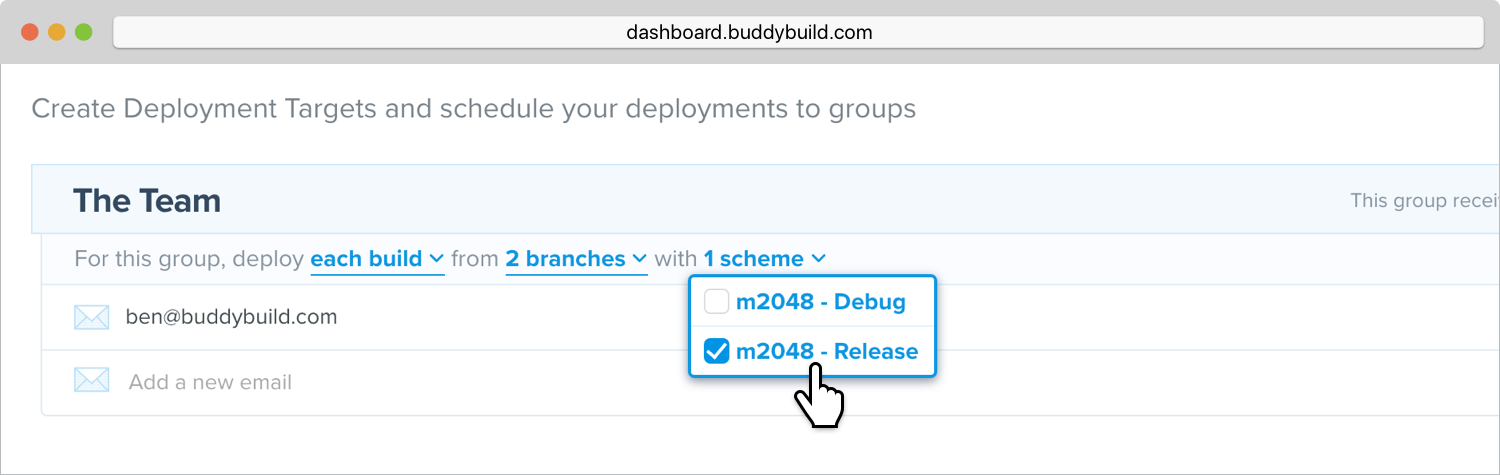 dashboard.buddybuild.com
Create Deployment Targets and schedule your deployments to groups
The Team
This group recei
For this group, deploy each build from 2 branches with 1 scheme
m2048 - Debug
ben@buddybuild.com
m2048 - Release
Add a new email